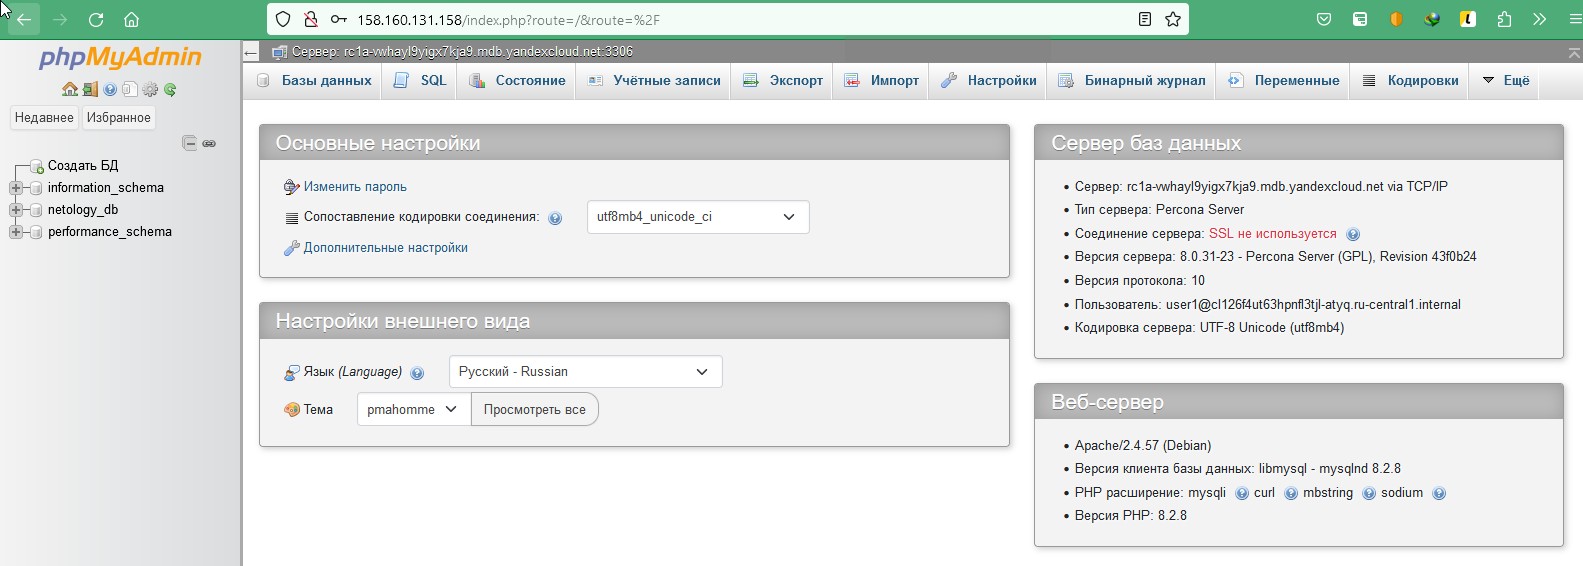 158.160.131.158/index.php?route=/&route=%2F
phpMyAdmin
Недавнее Избранное
Создать БД
information_schema
netology_db
performance_schema
Сервер: rc1a-vwhayl9yigx7kja9.mdb.yandexcloud.net:3306
Базы данных SQL Состояние Учётные записи Экспорт Импорт Настройки Бинарный журнал Переменные Кодировки Ещё
Основные настройки
Изменить пароль
Сопоставление кодировки соединения: utf8mb4_unicode_ci
Дополнительные настройки
Настройки внешнего вида
Язык (Language) Русский - Russian
Тема pmahomme Просмотреть все
Сервер баз данных
• Сервер: rc1a-vwhayl9yigx7kja9.mdb.yandexcloud.net via TCP/IP
• Тип сервера: Percona Server
• Соединение сервера: SSL не используется
• Версия сервера: 8.0.31-23 - Percona Server (GPL), Revision 43f0b24
• Версия протокола: 10
• Пользователь: user1@cl126f4ut63hpnfl3tjl-atyq.ru-central1.internal
• Кодировка сервера: UTF-8 Unicode (utf8mb4)
Веб-сервер
• Apache/2.4.57 (Debian)
• Версия клиента базы данных: libmysql - mysqlnd 8.2.8
• PHP расширение: mysqli curl mbstring sodium
• Версия PHP: 8.2.8